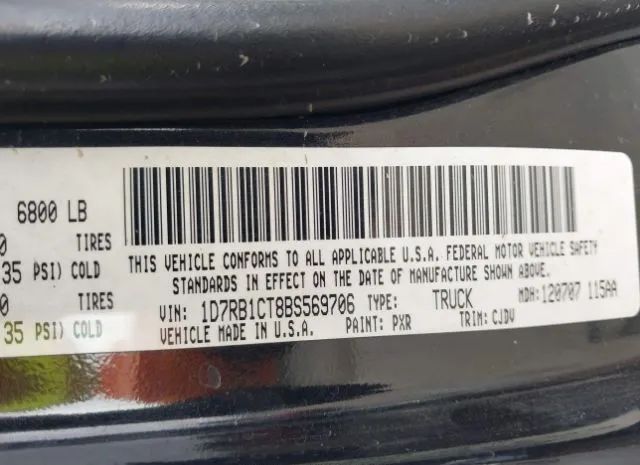 6800 LB
0 TIRES
35 PSI) COLD
0 TIRES
35 PSI) COLD
THIS VEHICLE CONFORMS TO ALL APPLICABLE U.S.A. FEDERAL MOTOR VEHICLE SAFETY
STANDARDS IN EFFECT ON THE DATE OF MANUFACTURE SHOWN ABOVE.
VIN: 1D7RB1CT8BS569706 TYPE: TRUCK MDH:120707 115AA
VEHICLE MADE IN U.S.A. PAINT: PXR TRIM: CJDV